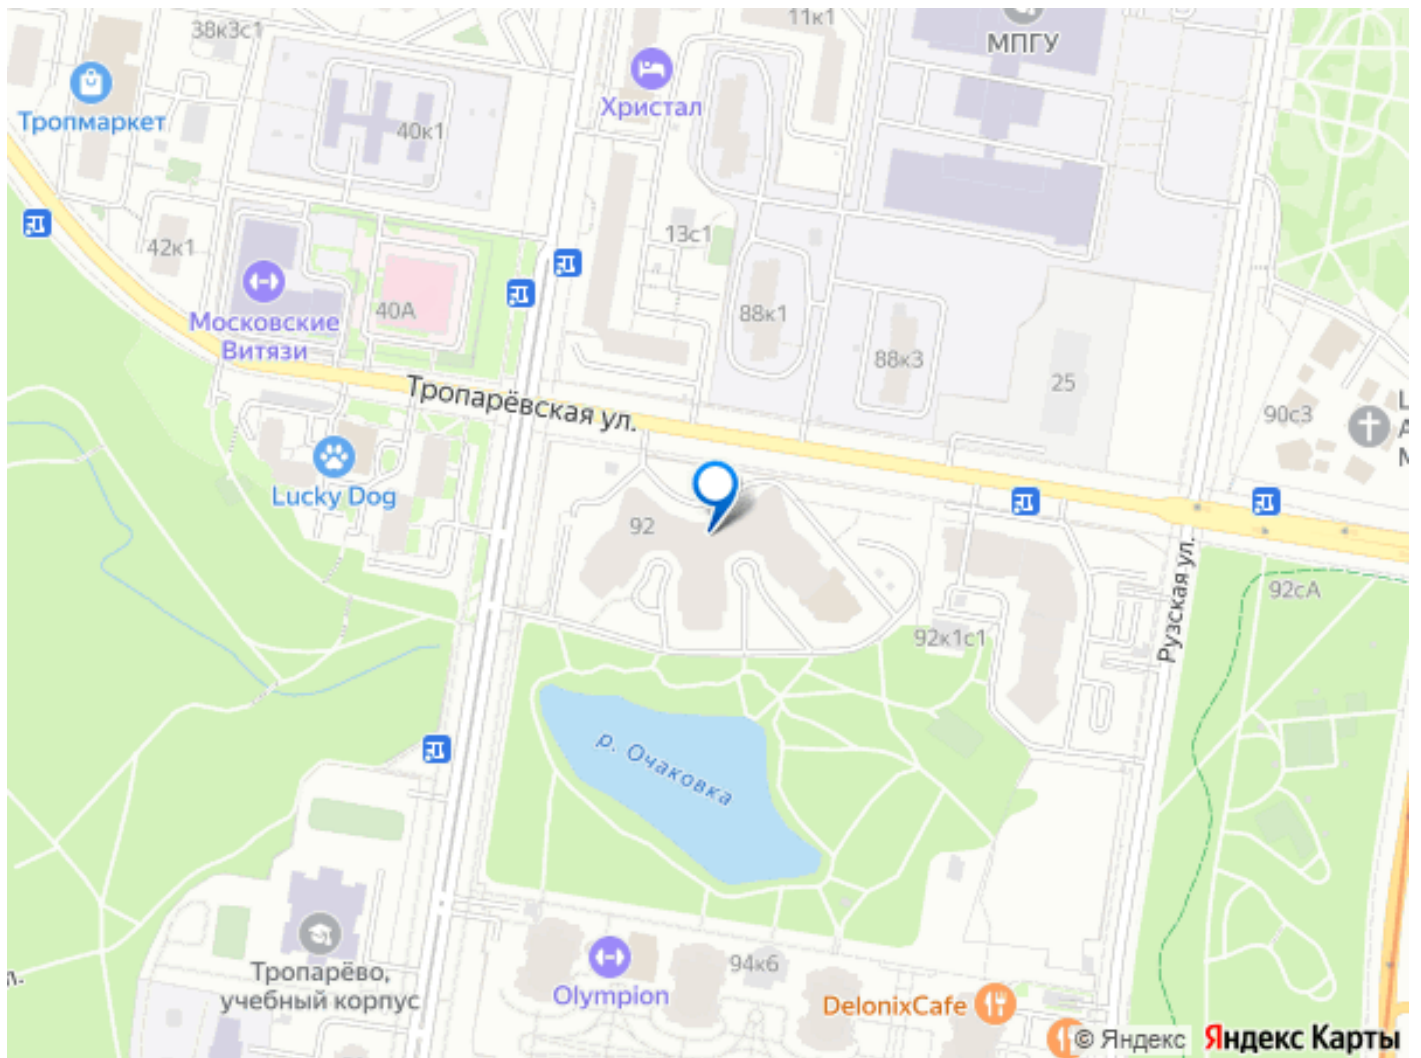 38к3с1
11к1
МПГУ
Христал
Тропмаркет
40к1
13с1
42к1
40А
Московские
Витязи
88к1
88к3
25
90с3
Тропарёвская ул.
Lucky Dog
92
92к1с1
Рузская ул.
92сА
р. Очаковка
Тропарёво,
учебный корпус
Olympion
94к6
DelonixCafe
© Яндекс
Яндекс Карты